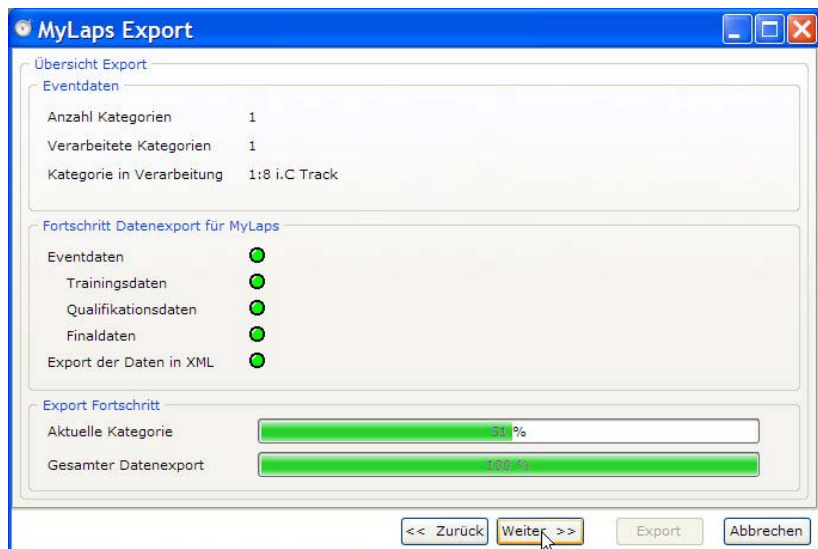 MyLaps Export
Übersicht Export
Eventdaten
Anzahl Kategorien 1
Verarbeitete Kategorien 1
Kategorie in Verarbeitung 1:8 i.C Track
Fortschritt Datenexport für MyLaps
Eventdaten
Trainingsdaten
Qualifikationsdaten
Finaldaten
Export der Daten in XML
Export Fortschritt
Aktuelle Kategorie 51 %
Gesamter Datenexport 100 %
<< Zurück Weiter >> Export Abbrechen